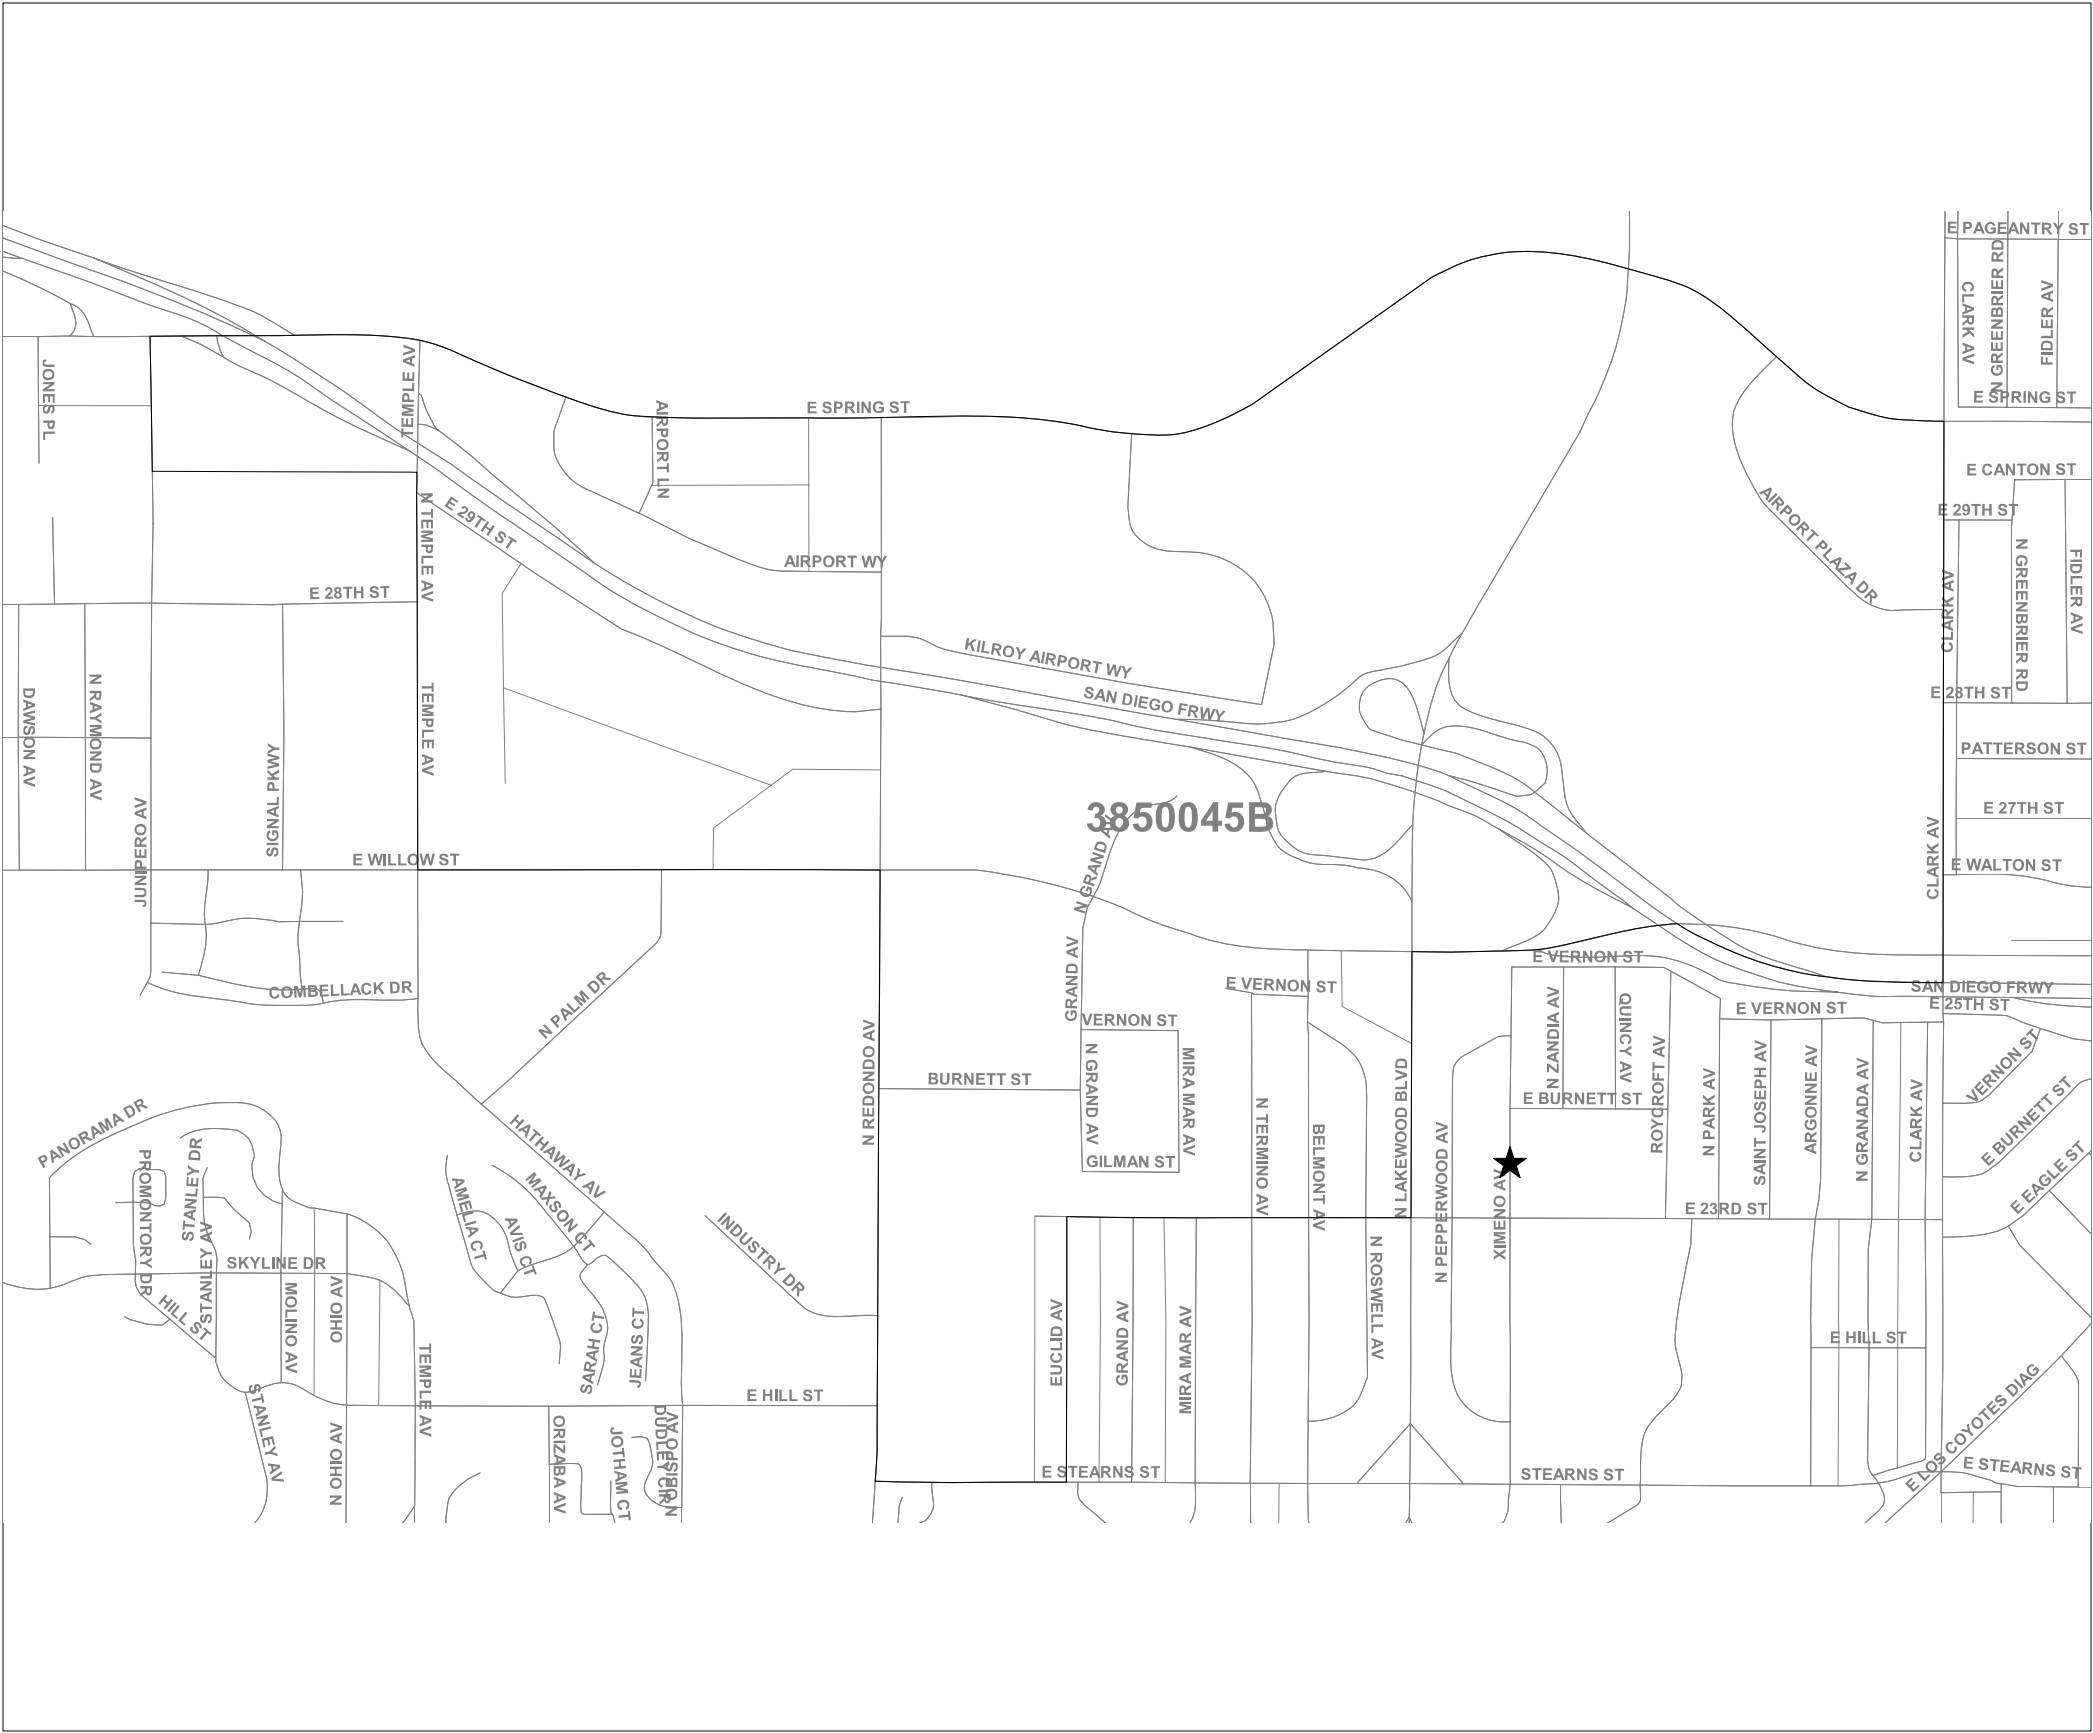 E PAGEANTRY ST
CLARK AV
N GREENBRIER RD
FIDLER AV
JONES PL
TEMPLE AV
AIRPORT LN
E SPRING ST
E SPRING ST
E CANTON ST
E 29TH ST
N TEMPLE AV
E 29TH ST
AIRPORT PLAZA DR
AIRPORT WY
E 28TH ST
N GREENBRIER RD
FIDLER AV
CLARK AV
KILROY AIRPORT WY
SAN DIEGO FRWY
E 28TH ST
DAWSON AV
N RAYMOND AV
TEMPLE AV
SIGNAL PKWY
JUNIPERO AV
PATTERSON ST
3850045B
E 27TH ST
E WILLOW ST
N GRAND AV
CLARK AV
E WALTON ST
COMBELLACK DR
N PALM DR
GRAND AV
E VERNON ST
E VERNON ST
SAN DIEGO FRWY
E 25TH ST
E VERNON ST
VERNON ST
N REDONDO AV
BURNETT ST
N GRAND AV
MIRA MAR AV
GILMAN ST
N TERMINO AV
BELMONT AV
N LAKEWOOD BLVD
N PEPPERWOOD AV
XIMENO AV
N ZANDIA AV
QUINCY AV
E BURNETT ST
ROYCROFT AV
N PARK AV
SAINT JOSEPH AV
ARGONNE AV
N GRANADA AV
CLARK AV
VERNON ST
E BURNETT ST
E EAGLE ST
PANORAMA DR
PROMONTORY DR
STANLEY DR
STANLEY AV
SKYLINE DR
HILL ST
MOLINO AV
OHIO AV
HATHAWAY AV
AMELIA CT
AVIS CT
MAXSON CT
SARAH CT
JEANS CT
INDUSTRY DR
E 23RD ST
N ROSWELL AV
EUCLID AV
GRAND AV
MIRA MAR AV
E HILL ST
TEMPLE AV
E HILL ST
STANLEY AV
N OHIO AV
ORIZABA AV
JOTHAM CT
DUDLEY CIR
N OBISPO AV
E STEARNS ST
STEARNS ST
E LOS COYOTES DIAG
E STEARNS ST